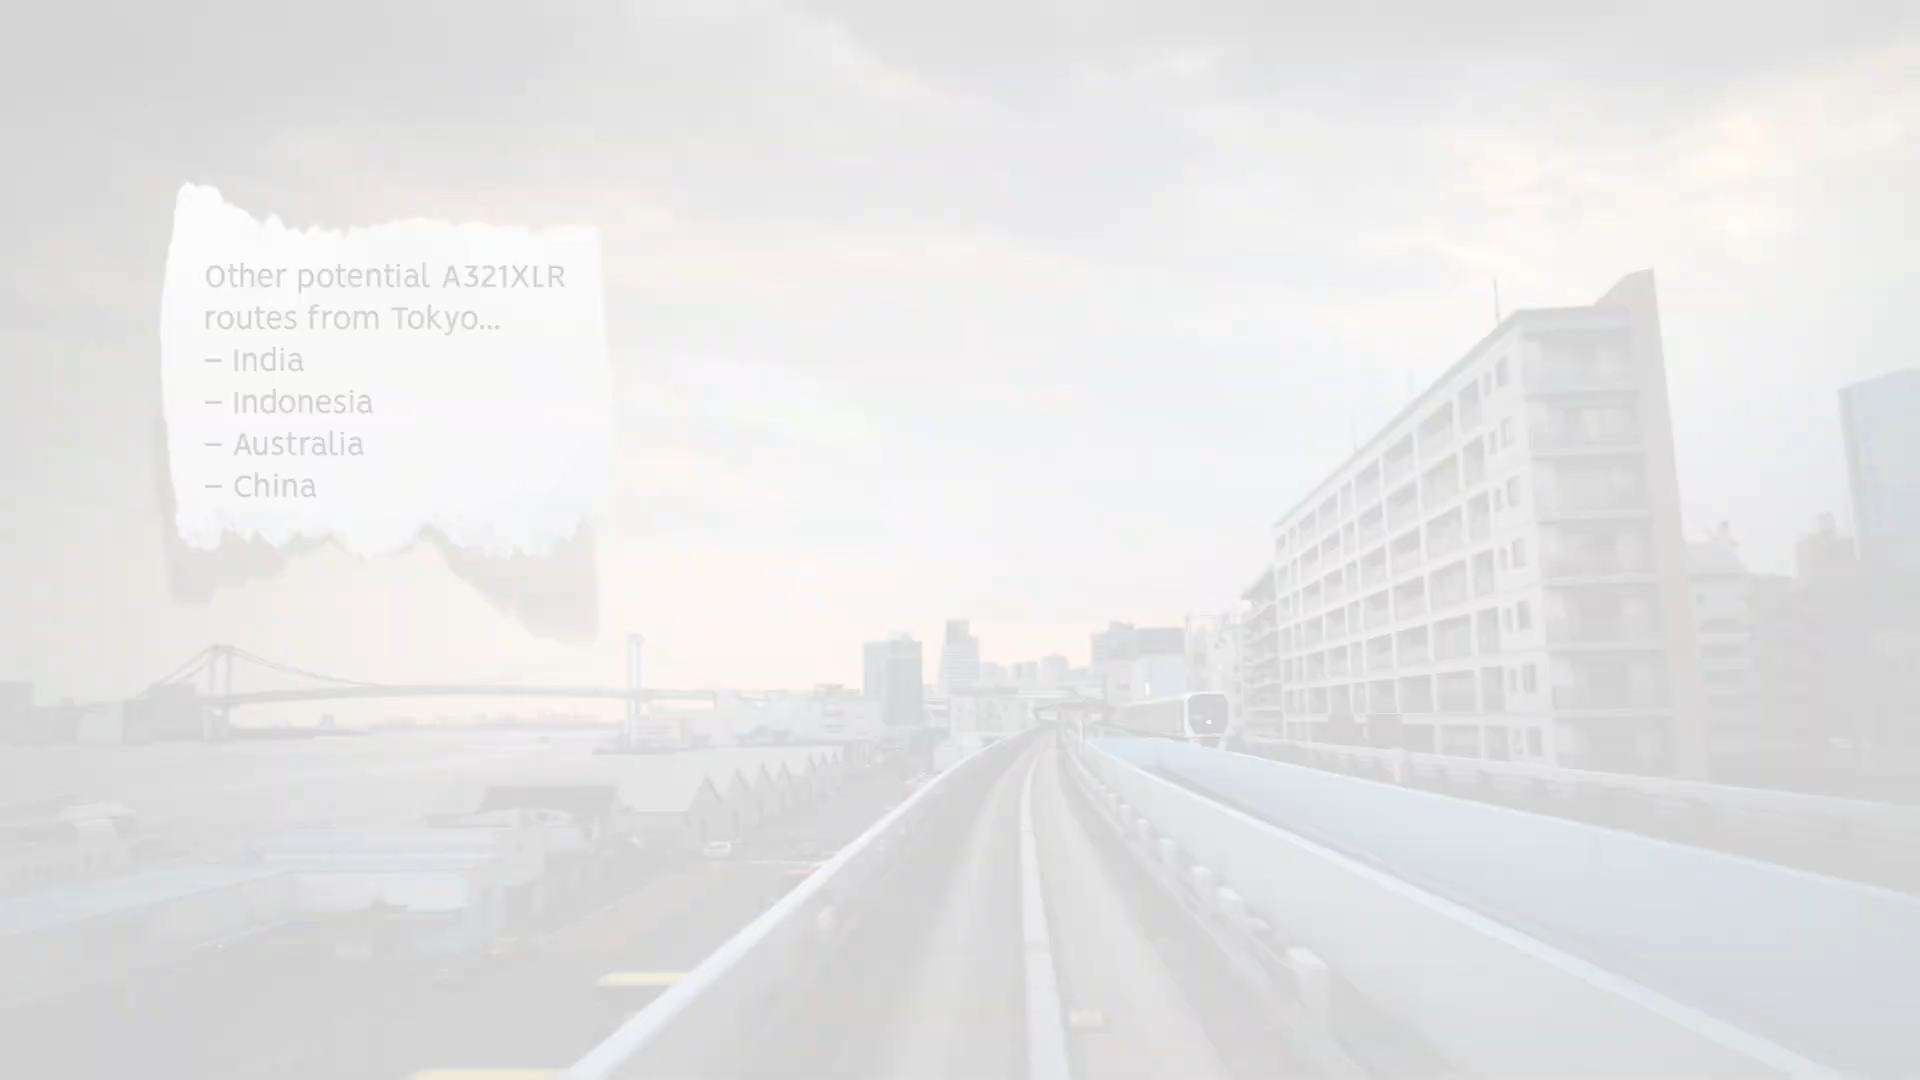 Other potential A321XLR
routes from Tokyo...
– India
– Indonesia
– Australia
– China